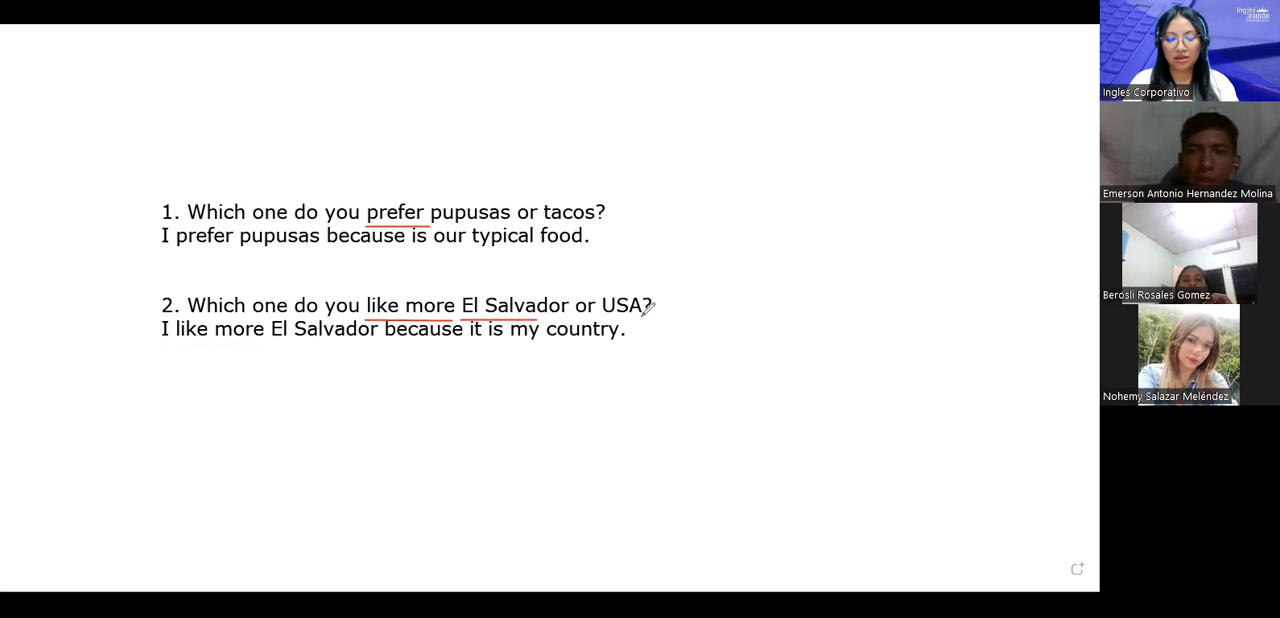 1. Which one do you prefer pupusas or tacos?
I prefer pupusas because is our typical food.
2. Which one do you like more El Salvador or USA?
I like more El Salvador because it is my country.
Ingles
Ingles Corporativo
Emerson Antonio Hernandez Molina
Berosli Rosales Gomez
Nohemy Salazar Meléndez